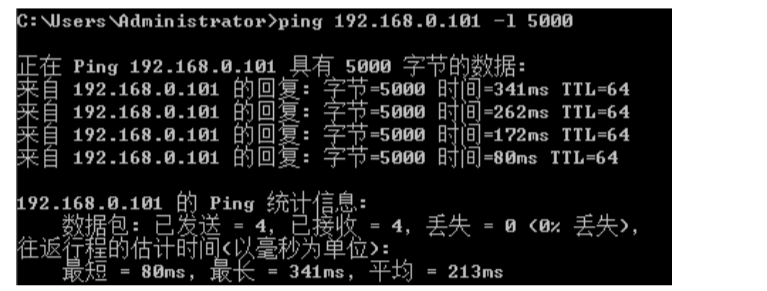 C:\Users\Administrator>ping 192.168.0.101 -l 5000
正在 Ping 192.168.0.101 具有 5000 字节的数据:
来自 192.168.0.101 的回复: 字节=5000 时间=341ms TTL=64
来自 192.168.0.101 的回复: 字节=5000 时间=262ms TTL=64
来自 192.168.0.101 的回复: 字节=5000 时间=172ms TTL=64
来自 192.168.0.101 的回复: 字节=5000 时间=80ms TTL=64
192.168.0.101 的 Ping 统计信息:
数据包: 已发送 = 4, 已接收 = 4, 丢失 = 0 (0% 丢失),
往返行程的估计时间(以毫秒为单位):
最短 = 80ms, 最长 = 341ms, 平均 = 213ms